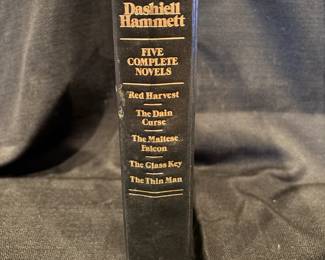 Dashiell
Hammett
FIVE
COMPLETE
NOVELS
Red Harvest
The Dain
Curse
The Maltese
Falcon
The Glass Key
The Thin Man